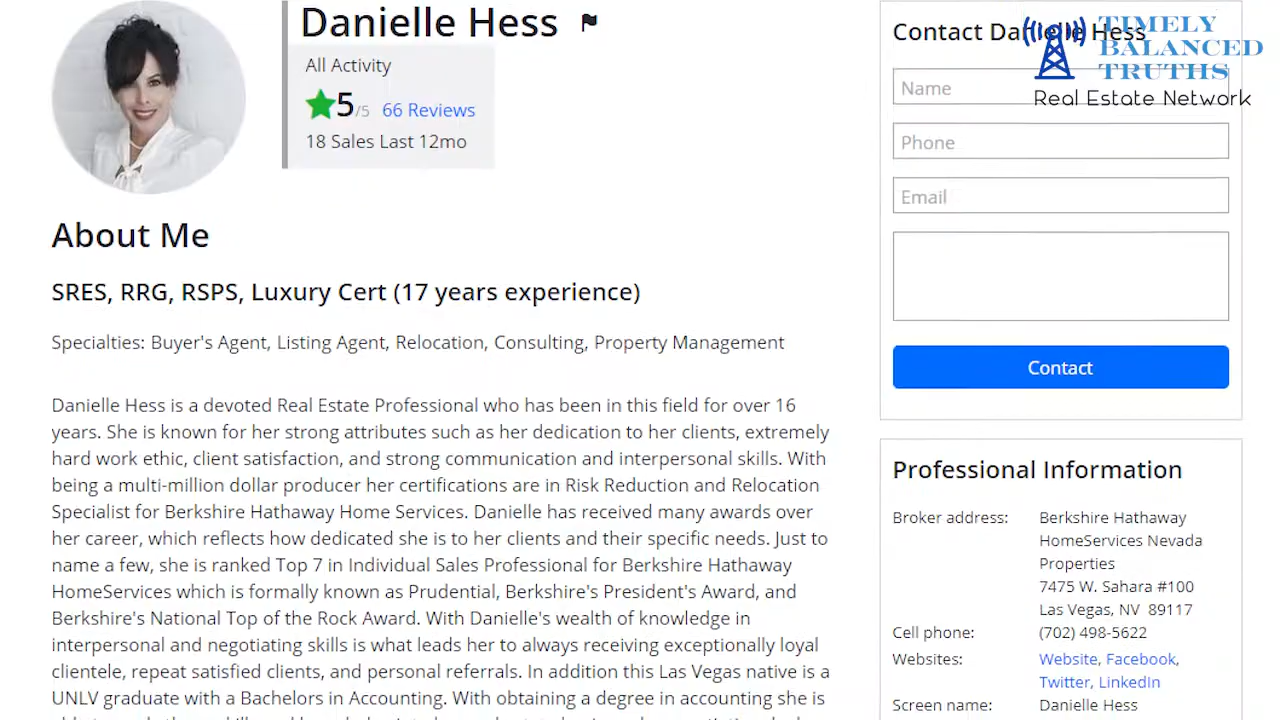 Danielle Hess
All Activity
5/5 66 Reviews
18 Sales Last 12mo
About Me
SRES, RRG, RSPS, Luxury Cert (17 years experience)
Specialties: Buyer's Agent, Listing Agent, Relocation, Consulting, Property Management
Danielle Hess is a devoted Real Estate Professional who has been in this field for over 16
years. She is known for her strong attributes such as her dedication to her clients, extremely
hard work ethic, client satisfaction, and strong communication and interpersonal skills. With
being a multi-million dollar producer her certifications are in Risk Reduction and Relocation
Specialist for Berkshire Hathaway Home Services. Danielle has received many awards over
her career, which reflects how dedicated she is to her clients and their specific needs. Just to
name a few, she is ranked Top 7 in Individual Sales Professional for Berkshire Hathaway
HomeServices which is formally known as Prudential, Berkshire's President's Award, and
Berkshire's National Top of the Rock Award. With Danielle's wealth of knowledge in
interpersonal and negotiating skills is what leads her to always receiving exceptionally loyal
clientele, repeat satisfied clients, and personal referrals. In addition this Las Vegas native is a
UNLV graduate with a Bachelors in Accounting. With obtaining a degree in accounting she is
Contact Danielle Hess
TIMELY
BALANCED
TRUTHS
Real Estate Network
Name
Phone
Email
Contact
Professional Information
Broker address: Berkshire Hathaway
HomeServices Nevada
Properties
7475 W. Sahara #100
Las Vegas, NV 89117
Cell phone: (702) 498-5622
Websites: Website, Facebook,
Twitter, LinkedIn
Screen name: Danielle Hess